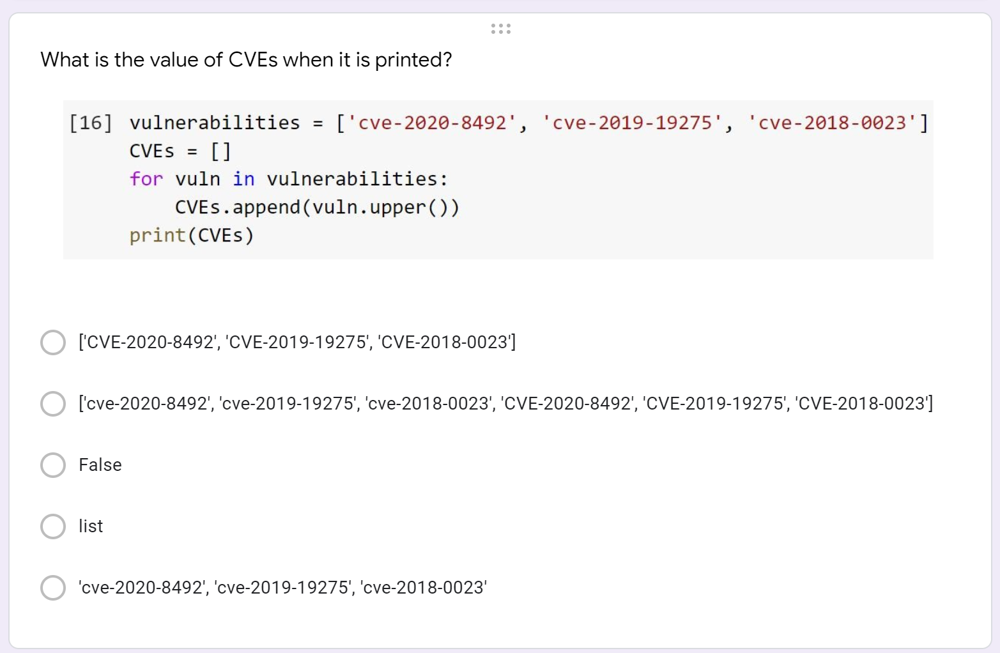 What is the value of CVEs when it is printed?
[16] vulnerabilities = ['cve-2020-8492', 'cve-2019-19275', 'cve-2018-0023']
CVEs = []
for vuln in vulnerabilities:
    CVEs.append(vuln.upper())
print(CVEs)
['CVE-2020-8492', 'CVE-2019-19275', 'CVE-2018-0023']
['cve-2020-8492', 'cve-2019-19275', 'cve-2018-0023', 'CVE-2020-8492', 'CVE-2019-19275', 'CVE-2018-0023']
False
list
'cve-2020-8492', 'cve-2019-19275', 'cve-2018-0023'